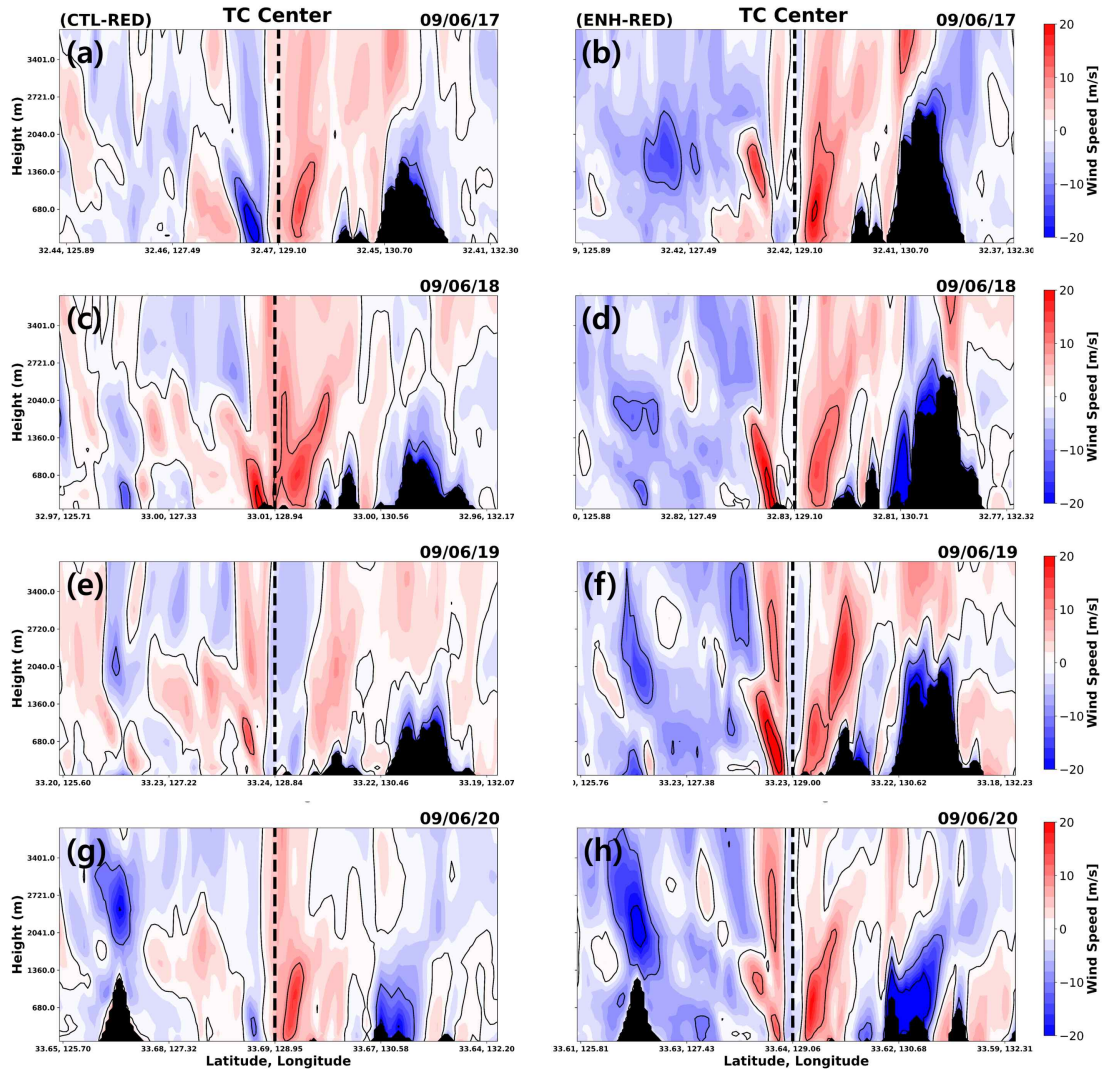 (CTL-RED) TC Center 09/06/17
(a)
Height (m)
3401.0
2721.0
2040.0
1360.0
680.0
32.44, 125.89 32.46, 127.49 32.47, 129.10 32.45, 130.70 32.41, 132.30
(ENH-RED) TC Center 09/06/17
(b)
9, 125.89 32.42, 127.49 32.42, 129.10 32.41, 130.70 32.37, 132.30
20
10
0
−10
−20
Wind Speed [m/s]
09/06/18
(c)
Height (m)
3401.0
2721.0
2040.0
1360.0
680.0
32.97, 125.71 33.00, 127.33 33.01, 128.94 33.00, 130.56 32.96, 132.17
09/06/18
(d)
0, 125.88 32.82, 127.49 32.83, 129.10 32.81, 130.71 32.77, 132.32
20
10
0
−10
−20
Wind Speed [m/s]
09/06/19
(e)
Height (m)
3400.0
2720.0
2040.0
1360.0
680.0
33.20, 125.60 33.23, 127.22 33.24, 128.84 33.22, 130.46 33.19, 132.07
09/06/19
(f)
), 125.76 33.23, 127.38 33.23, 129.00 33.22, 130.62 33.18, 132.23
20
10
0
−10
−20
Wind Speed [m/s]
09/06/20
(g)
Height (m)
3401.0
2721.0
2041.0
1360.0
680.0
33.65, 125.70 33.68, 127.32 33.69, 128.95 33.67, 130.58 33.64, 132.20
Latitude, Longitude
09/06/20
(h)
33.61, 125.81 33.63, 127.43 33.64, 129.06 33.62, 130.68 33.59, 132.31
Latitude, Longitude
20
10
0
−10
−20
Wind Speed [m/s]